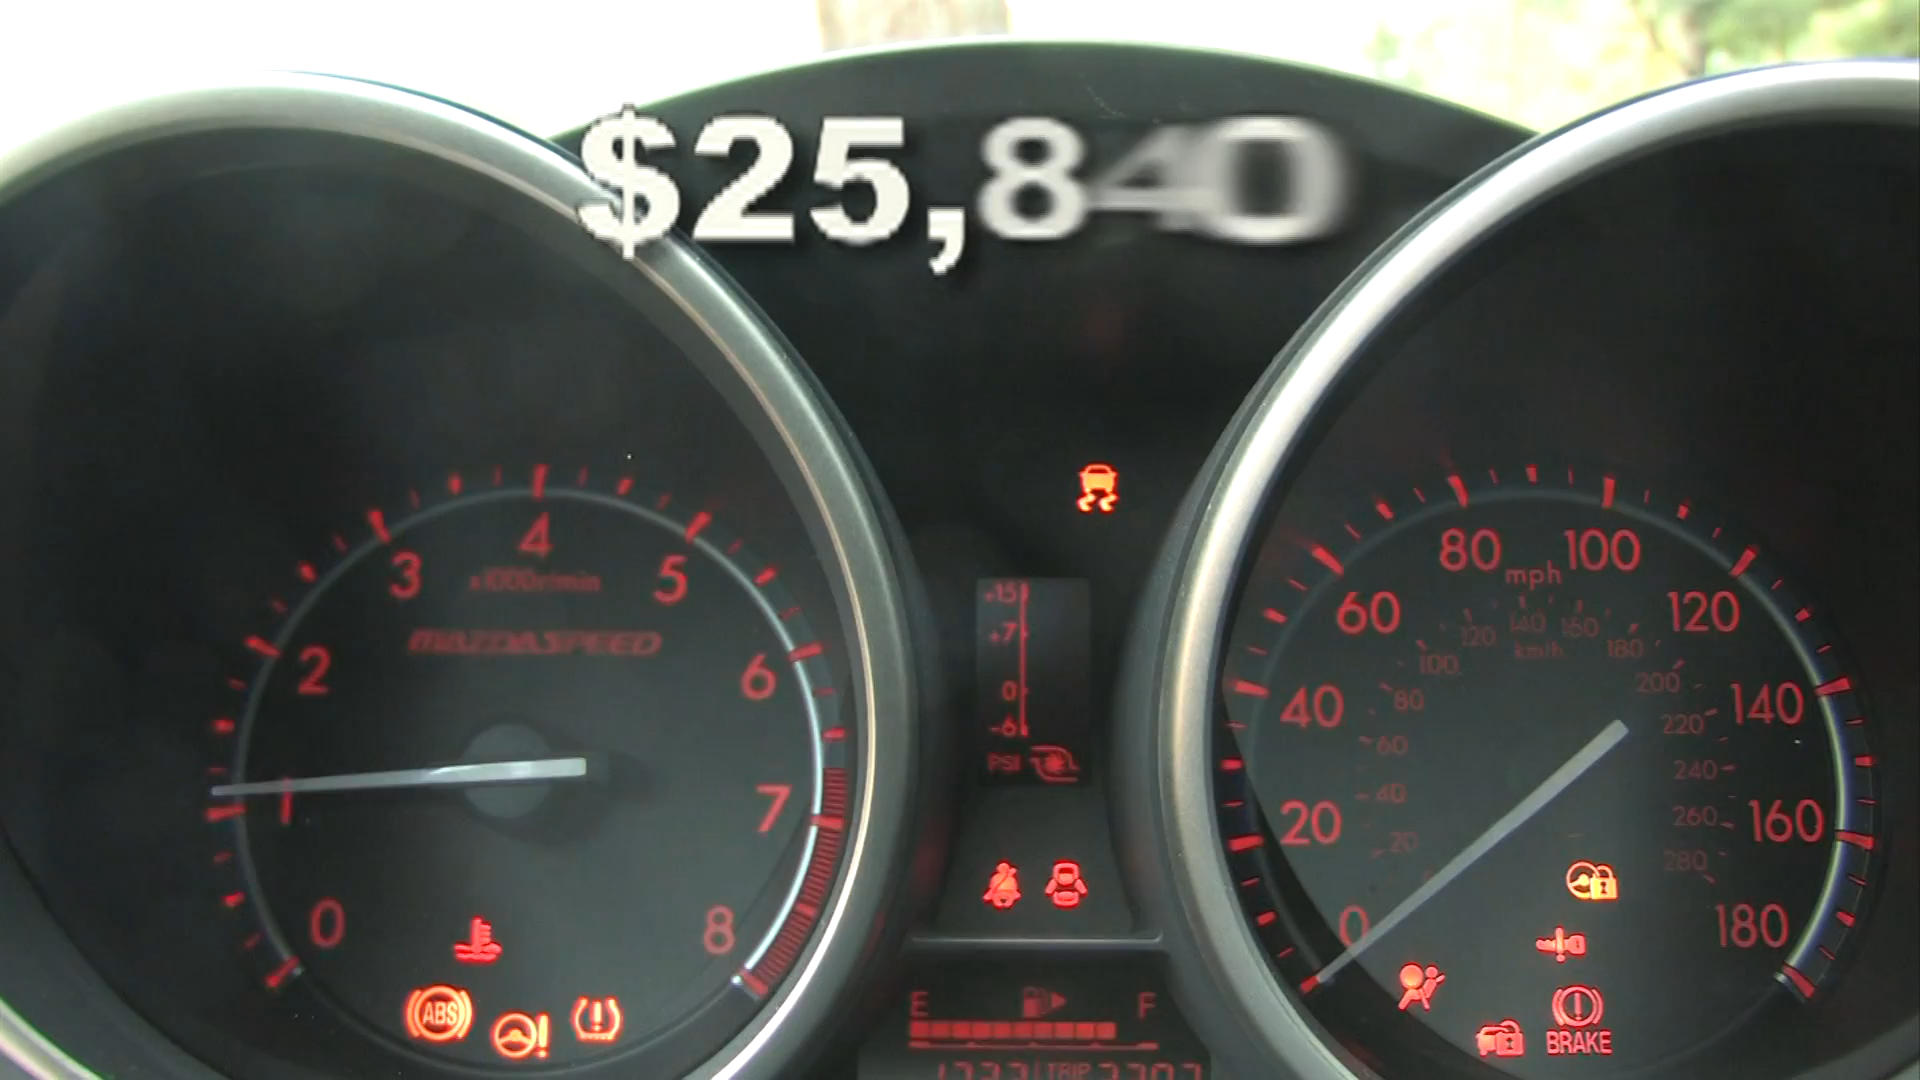 $25,840
4
3 5
x1000r/min
MAZDASPEED
2 6
1 7
0 8
ABS
+15
+7
0
-6
PSI
E F
TRIP
80 100
mph
60 120
120 140 160
km/h
100 180
40 80 200 140
60 220
40 240
20 20 260 160
280
0 180
BRAKE